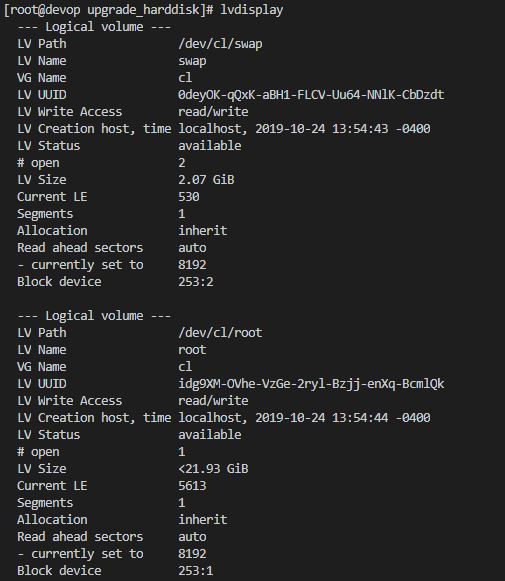 [root@devop upgrade_harddisk]# lvdisplay
--- Logical volume ---
LV Path /dev/cl/swap
LV Name swap
VG Name cl
LV UUID 0deyOK-qQxK-aBH1-FLCV-Uu64-NNlK-CbDzdt
LV Write Access read/write
LV Creation host, time localhost, 2019-10-24 13:54:43 -0400
LV Status available
# open 2
LV Size 2.07 GiB
Current LE 530
Segments 1
Allocation inherit
Read ahead sectors auto
- currently set to 8192
Block device 253:2
--- Logical volume ---
LV Path /dev/cl/root
LV Name root
VG Name cl
LV UUID idg9XM-OVhe-VzGe-2ryl-Bzjj-enXq-BcmlQk
LV Write Access read/write
LV Creation host, time localhost, 2019-10-24 13:54:44 -0400
LV Status available
# open 1
LV Size <21.93 GiB
Current LE 5613
Segments 1
Allocation inherit
Read ahead sectors auto
- currently set to 8192
Block device 253:1